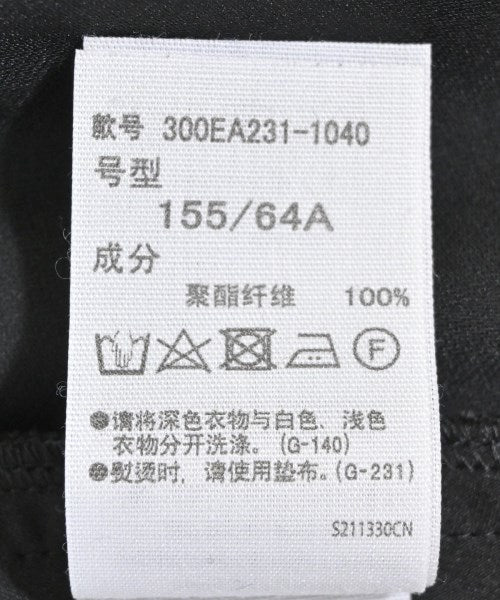 款号 300EA231-1040
号型
155/64A
成分
聚酯纤维 100%
F
●请将深色衣物与白色、浅色
衣物分开洗涤。(G-140)
●熨烫时，请使用垫布。(G-231)
S211330CN